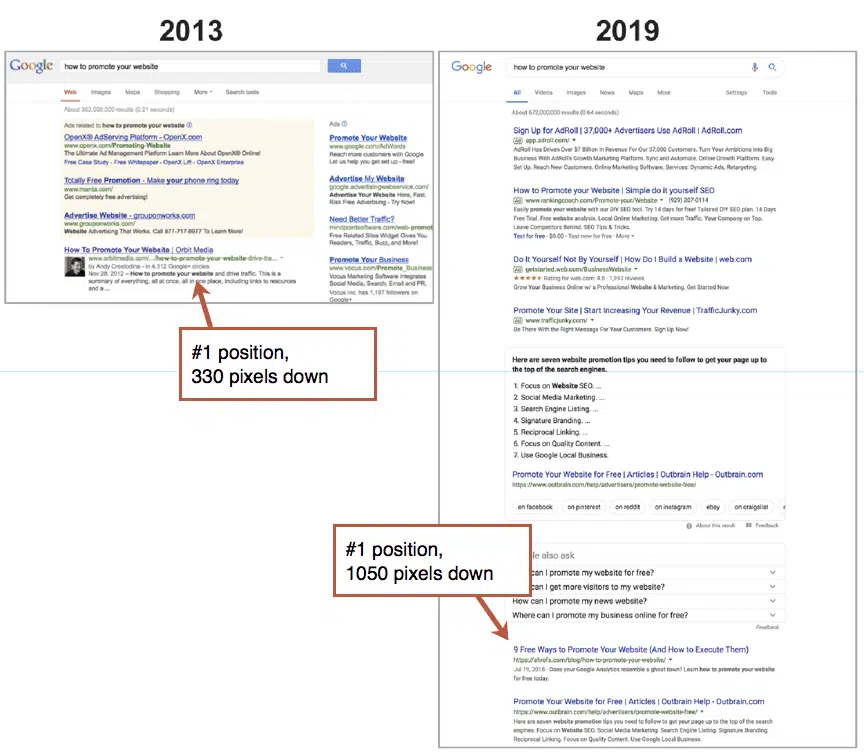 2013
Google
how to promote your website
Web Images Maps Shopping More Search tools
About 562,000,000 results (0.21 seconds)
Ads related to how to promote your website
OpenX® AdServing Platform - OpenX.com
www.openx.com/Promoting-Website
The Ultimate Ad Management Platform Learn More About OpenX® Online!
Free Case Study - Free Whitepaper - OpenX Lift - OpenX Enterprise
Totally Free Promotion - Make your phone ring today
www.manta.com/
Get completely free advertising!
Advertise Website - grouponworks.com
www.grouponworks.com/
Website Advertising That Works. Call 877-717-8977 To Learn More!
How To Promote Your Website | Orbit Media
www.orbitmedia.com/.../how-to-promote-your-website-drive-tra...
by Andy Crestodina - in 4,312 Google+ circles
Nov 28, 2012 – How to promote your website and drive traffic. This is a
summary of everything, all at once, all in one place, including links to resources
and a ...
Ads
Promote Your Website
www.google.com/AdWords
Reach more customers with Google
Let us help you get set up - free!
Advertise My Website
google.advertisingwebservice.com/
Advertise Your Website Here, Fast.
Risk Free Advertising - Try Now!
Need Better Traffic?
mindpointsoftware.com/web-promot
Free Related Sites Widget Gives You
Readers, Traffic, Buzz, and More!
Promote Your Business
www.vocus.com/Promote_Business
Vocus Marketing Software Integrates
Social Media, Search, Email and PR.
Vocus Inc. has 1,197 followers on
Google+
#1 position,
330 pixels down
2019
Google
how to promote your website
All Videos Images News Maps More Settings Tools
About 672,000,000 results (0.64 seconds)
Sign Up for AdRoll | 37,000+ Advertisers Use AdRoll | AdRoll.com
Ad app.adroll.com/
AdRoll Has Driven Over $7 Billion in Revenue For Our 37,000 Customers. Turn Your Ambitions Into Big
Business With AdRoll's Growth Marketing Platform. Sync and Automate. Online Growth Platform. Easy
Set Up. Reach More Customers. Online Marketing Software, Services: Dynamic Ads, Retargeting.
How to Promote your Website | Simple do it yourself SEO
Ad www.rankingcoach.com/Promote-your/Website (929) 207-0114
Easily promote your website with our DIY SEO tool. Try 14 days for free! Tailored DIY SEO plan. 14 Days
Free Trial. Free website analysis. Local Online Marketing. Get more Traffic. Your Company on Top.
Leave Competitors Behind. SEO Tips & Tricks.
Test for free - $0.00 - Test now for free - More
Do It Yourself Not By Yourself | How Do I Build a Website | web.com
Ad getstarted.web.com/BusinessWebsite
4.6 - 1,593 reviews
Grow Your Business Online w/ a Professional Website & Marketing. Get Started Now
Promote Your Site | Start Increasing Your Revenue | TrafficJunky.com
Ad www.trafficjunky.com/
Be There With the Right Message For Your Customers. Sign Up Now!
Here are seven website promotion tips you need to follow to get your page up to
the top of the search engines.
1. Focus on Website SEO. ...
2. Social Media Marketing. ...
3. Search Engine Listing. ...
4. Signature Branding. ...
5. Reciprocal Linking. ...
6. Focus on Quality Content. ...
7. Use Google Local Business.
Promote Your Website for Free | Articles | Outbrain Help - Outbrain.com
https://www.outbrain.com/help/advertisers/promote-website-free/
on facebook on pinterest on reddit on instagram ebay on craigslist
About this result Feedback
#1 position,
1050 pixels down
le also ask
can I promote my website for free?
can I get more visitors to my website?
How can I promote my news website?
Where can I promote my business online for free?
Feedback
9 Free Ways to Promote Your Website (And How to Execute Them)
https://ahrefs.com/blog/how-to-promote-your-website/
Jul 19, 2018 - Does your Google Analytics resemble a ghost town? Learn how to promote your website
for free today.
Promote Your Website for Free | Articles | Outbrain Help - Outbrain.com
https://www.outbrain.com/help/advertisers/promote-website-free/
Here are seven website promotion tips you need to follow to get your page up to the top of the search
engines. Focus on Website SEO. Social Media Marketing. Search Engine Listing. Signature Branding
Reciprocal Linking. Focus on Quality Content. Use Google Local Business.